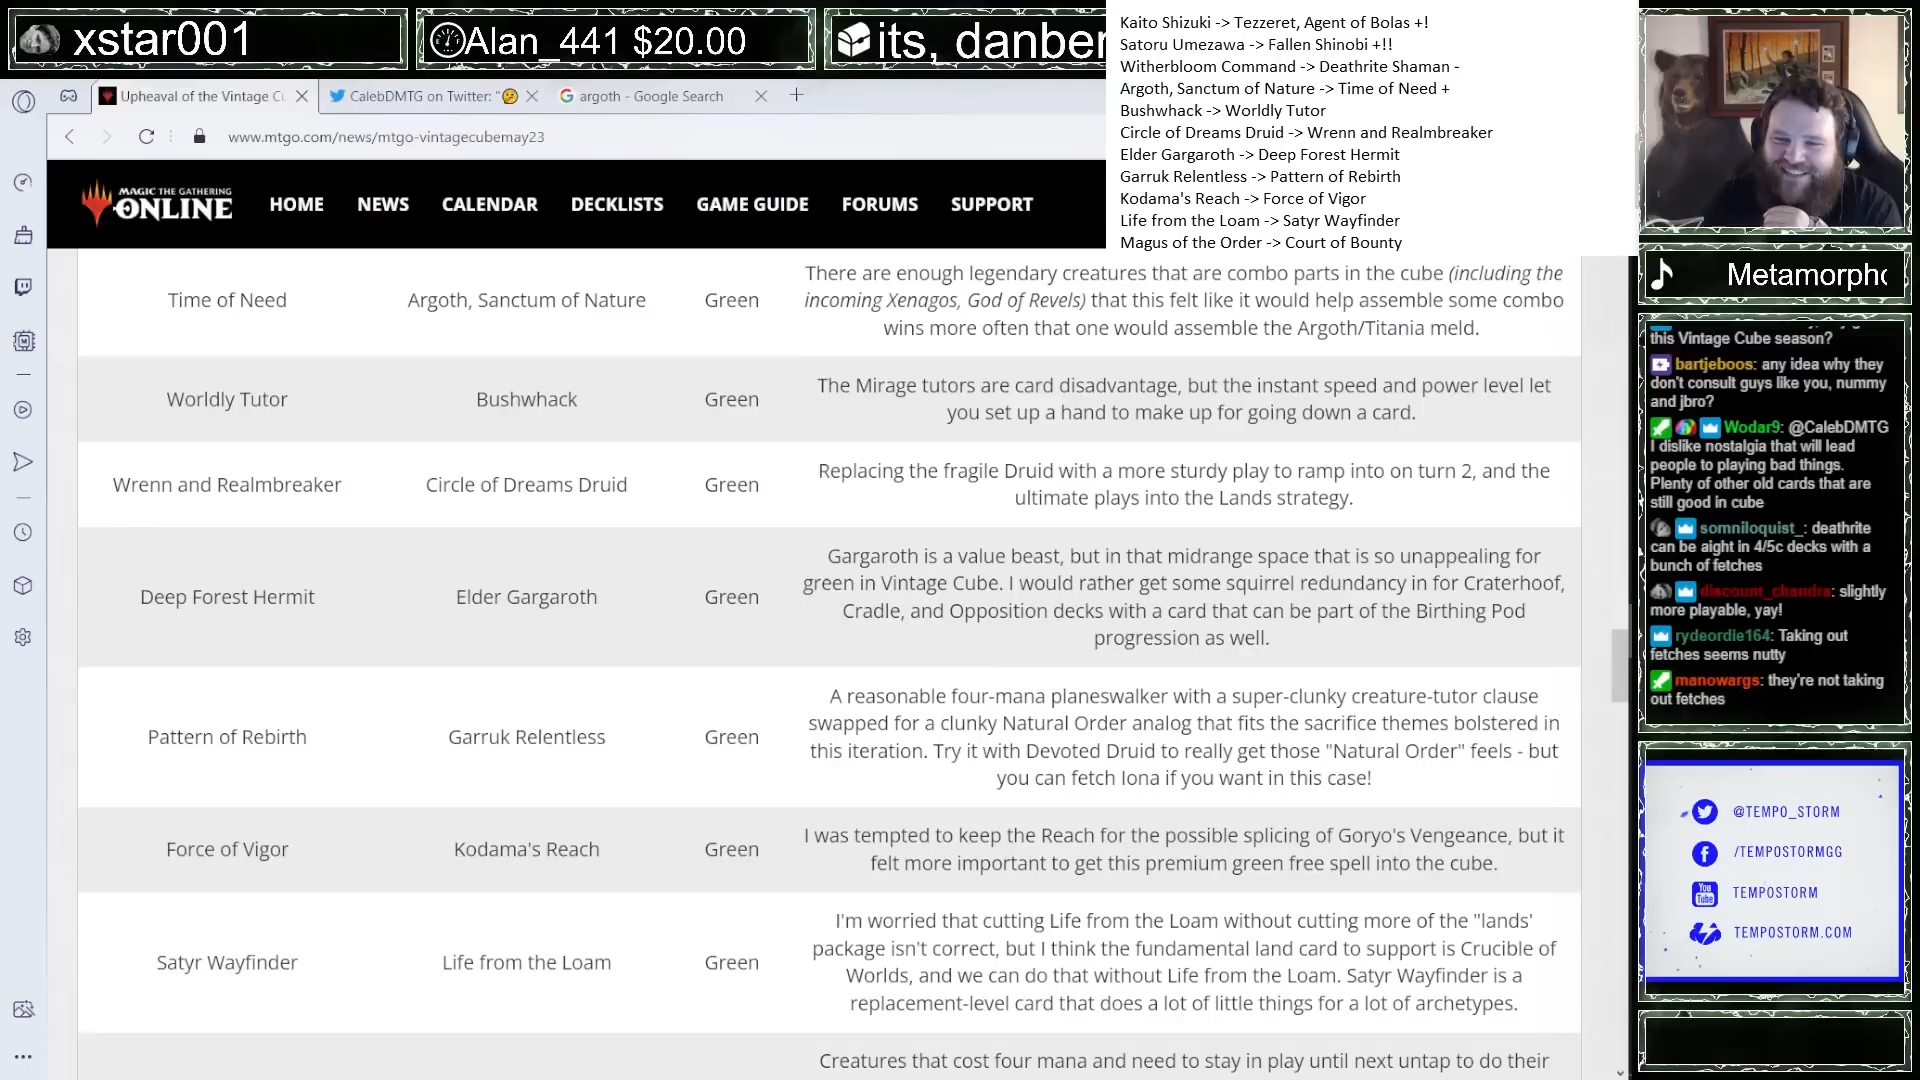 xstar001
Alan_441 $20.00
its, danber
Kaito Shizuki -> Tezzeret, Agent of Bolas +!
Satoru Umezawa -> Fallen Shinobi +!!
Witherbloom Command -> Deathrite Shaman -
Argoth, Sanctum of Nature -> Time of Need +
Bushwhack -> Worldly Tutor
Circle of Dreams Druid -> Wrenn and Realmbreaker
Elder Gargaroth -> Deep Forest Hermit
Garruk Relentless -> Pattern of Rebirth
Kodama's Reach -> Force of Vigor
Life from the Loam -> Satyr Wayfinder
Magus of the Order -> Court of Bounty
Upheaval of the Vintage Cu
CalebDMTG on Twitter: "🤔
argoth - Google Search
www.mtgo.com/news/mtgo-vintagecubemay23
MAGIC THE GATHERING
ONLINE
HOME NEWS CALENDAR DECKLISTS GAME GUIDE FORUMS SUPPORT
Time of Need
Argoth, Sanctum of Nature
Green
There are enough legendary creatures that are combo parts in the cube (including the
incoming Xenagos, God of Revels) that this felt like it would help assemble some combo
wins more often that one would assemble the Argoth/Titania meld.
Worldly Tutor
Bushwhack
Green
The Mirage tutors are card disadvantage, but the instant speed and power level let
you set up a hand to make up for going down a card.
Wrenn and Realmbreaker
Circle of Dreams Druid
Green
Replacing the fragile Druid with a more sturdy play to ramp into on turn 2, and the
ultimate plays into the Lands strategy.
Deep Forest Hermit
Elder Gargaroth
Green
Gargaroth is a value beast, but in that midrange space that is so unappealing for
green in Vintage Cube. I would rather get some squirrel redundancy in for Craterhoof,
Cradle, and Opposition decks with a card that can be part of the Birthing Pod
progression as well.
Pattern of Rebirth
Garruk Relentless
Green
A reasonable four-mana planeswalker with a super-clunky creature-tutor clause
swapped for a clunky Natural Order analog that fits the sacrifice themes bolstered in
this iteration. Try it with Devoted Druid to really get those "Natural Order" feels - but
you can fetch Iona if you want in this case!
Force of Vigor
Kodama's Reach
Green
I was tempted to keep the Reach for the possible splicing of Goryo's Vengeance, but it
felt more important to get this premium green free spell into the cube.
Satyr Wayfinder
Life from the Loam
Green
I'm worried that cutting Life from the Loam without cutting more of the "lands'
package isn't correct, but I think the fundamental land card to support is Crucible of
Worlds, and we can do that without Life from the Loam. Satyr Wayfinder is a
replacement-level card that does a lot of little things for a lot of archetypes.
Creatures that cost four mana and need to stay in play until next untap to do their
Metamorpho
this Vintage Cube season?
bartjeboos: any idea why they
don't consult guys like you, nummy
and jbro?
Wodar9: @CalebDMTG
I dislike nostalgia that will lead
people to playing bad things.
Plenty of other old cards that are
still good in cube
somniloquist_: deathrite
can be aight in 4/5c decks with a
bunch of fetches
discount_chandra: slightly
more playable, yay!
rydeordie164: Taking out
fetches seems nutty
manowargs: they're not taking
out fetches
@TEMPO_STORM
/TEMPOSTORMGG
You Tube
TEMPOSTORM
TEMPOSTORM.COM